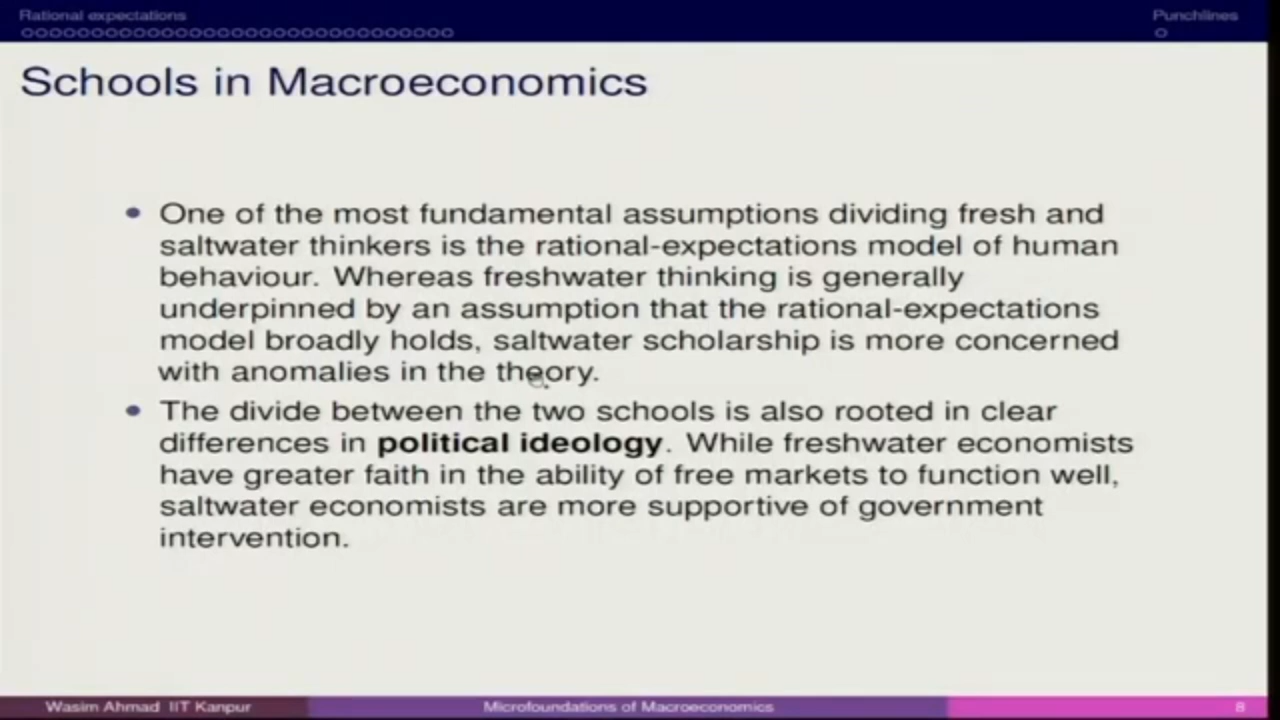 Rational expectations
Punchlines
Schools in Macroeconomics
One of the most fundamental assumptions dividing fresh and
saltwater thinkers is the rational-expectations model of human
behaviour. Whereas freshwater thinking is generally
underpinned by an assumption that the rational-expectations
model broadly holds, saltwater scholarship is more concerned
with anomalies in the theory.
The divide between the two schools is also rooted in clear
differences in political ideology. While freshwater economists
have greater faith in the ability of free markets to function well,
saltwater economists are more supportive of government
intervention.
Wasim Ahmad IIT Kanpur
Microfoundations of Macroeconomics
8